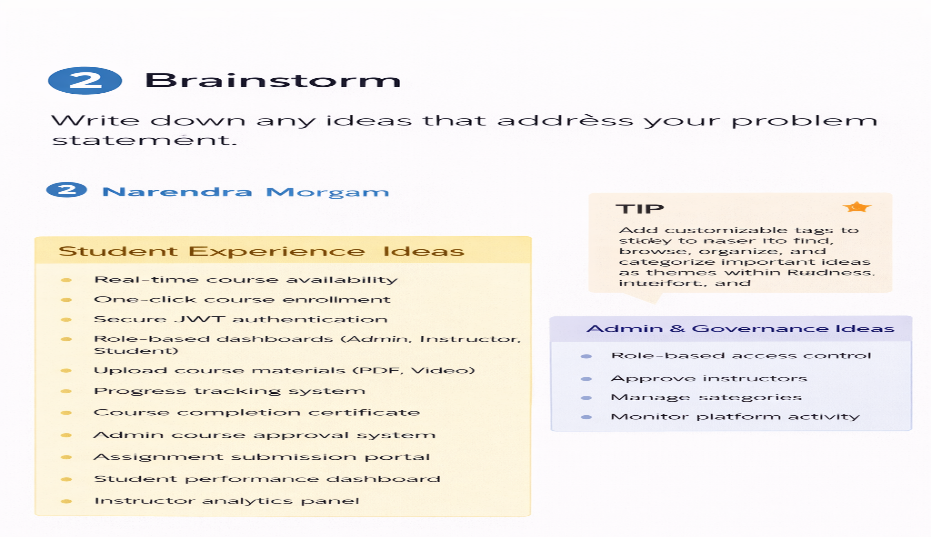 2 Brainstorm
Write down any ideas that addrèss your problem
statemént.
2 Narendra Morgam
TIP
Add customizable tags to
sticley to naser Ito find,
browse, organize, and
categorize important ideas
as themes within
and
Student Experience Ideas
Real-time course availability
One-click course enrollment
Secure JWT authentication
Role-based dashboards (Admin, Instructor,
Student)
Upload course materials (PDF, Video)
Progress tracking system
Course completion certificate
Admin course approval system
Assignment submission portal
Student performance dashboard
Instructor analytics panel
Admin & Governance Ideas
Role-based access control
Approve instructors
Manage sategories
Monitor platform activity